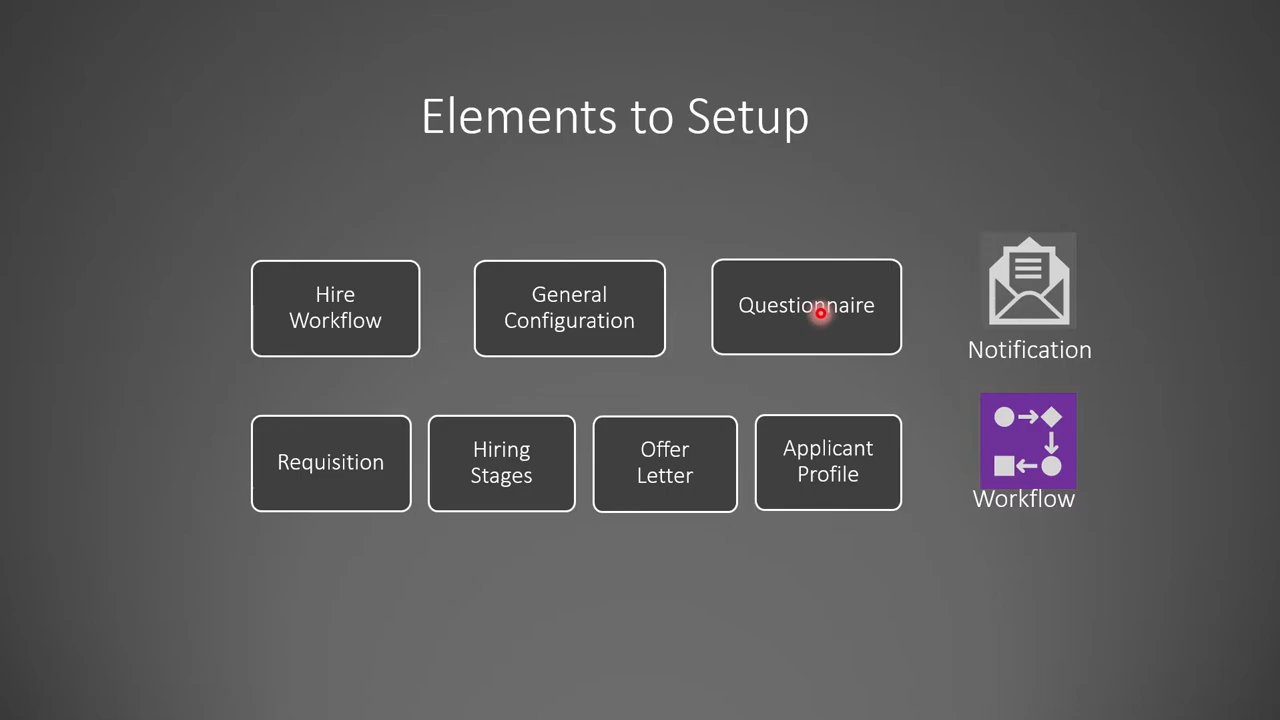 Elements to Setup
Hire
Workflow
General
Configuration
Questionnaire
Notification
Requisition
Hiring
Stages
Offer
Letter
Applicant
Profile
Workflow